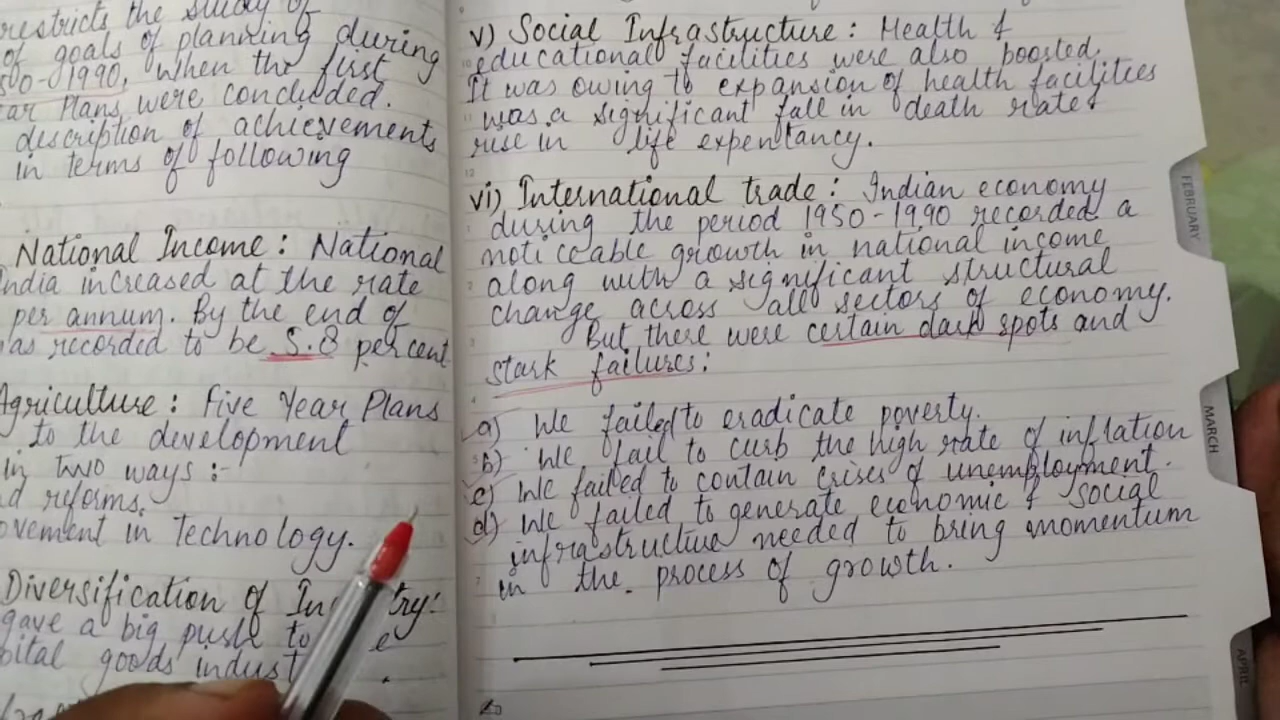 restricts the study of
of goals of planning during
50-1990, when the first
ar Plans were concluded.
description of achievements
in terms of following
National Income : National
India increased at the rate
per annum. By the end of
as recorded to be 5.8 percent
Agriculture : Five Year Plans
to the development
in two ways :-
d reforms.
ovement in Technology.
Diversification of In try:
gave a big push to e
pital goods indust
v) Social Infrastructure : Health &
educational facilities were also boosted.
It was owing to expansion of health facilities
was a significant fall in death rate &
rise in life expentancy.
vi) International trade : Indian economy
during the period 1950-1990 recorded a
noticeable growth in national income
along with a significant structural
change across all sectors of economy.
But there were certain dark spots and
stark failures :
a) We failed to eradicate poverty.
b) We fail to curb the high rate of inflation
c) We failed to contain crises of unemployment.
d) We failed to generate economic & social
infrastructure needed to bring momentum
in the process of growth.
FEBRUARY
MARCH
APRIL